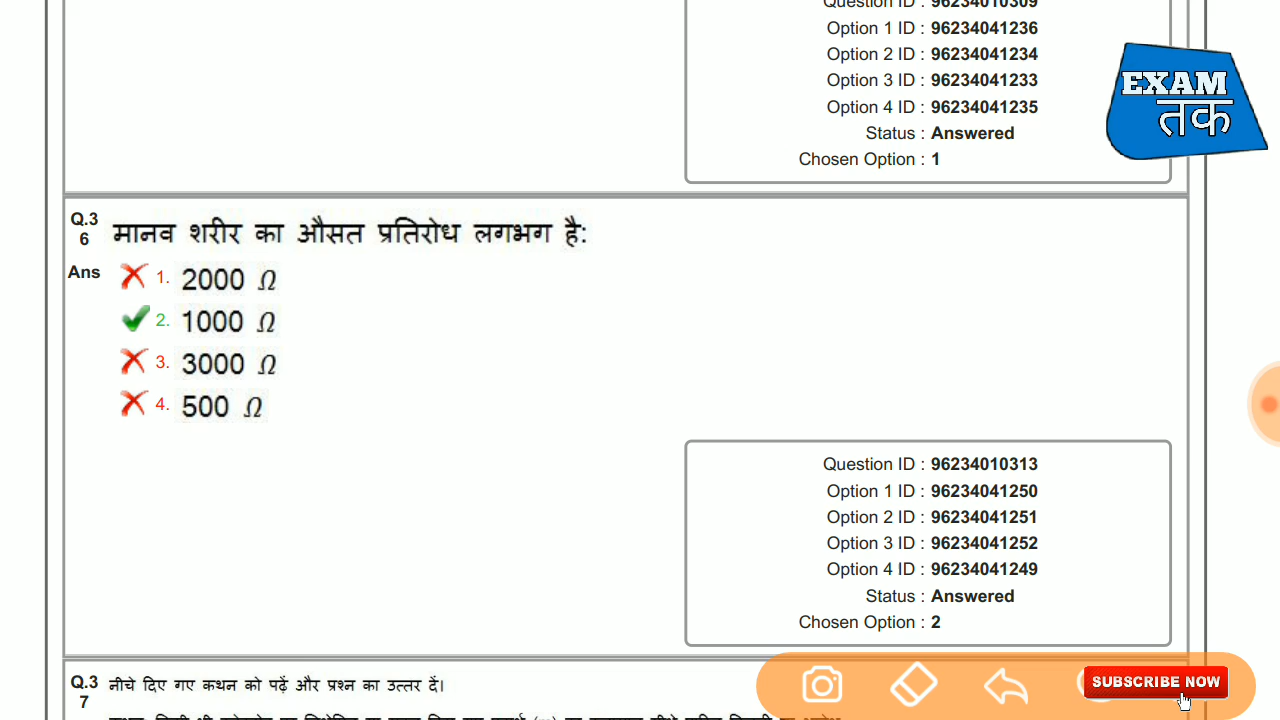 Question ID : 96234010309
Option 1 ID : 96234041236
Option 2 ID : 96234041234
Option 3 ID : 96234041233
Option 4 ID : 96234041235
Status : Answered
Chosen Option : 1
EXAM
तक
Q.3
6
मानव शरीर का औसत प्रतिरोध लगभग है:
Ans
1. 2000 Ω
2. 1000 Ω
3. 3000 Ω
4. 500 Ω
Question ID : 96234010313
Option 1 ID : 96234041250
Option 2 ID : 96234041251
Option 3 ID : 96234041252
Option 4 ID : 96234041249
Status : Answered
Chosen Option : 2
Q.3
7
नीचे दिए गए कथन को पढ़ें और प्रश्न का उत्तर दें।
SUBSCRIBE NOW